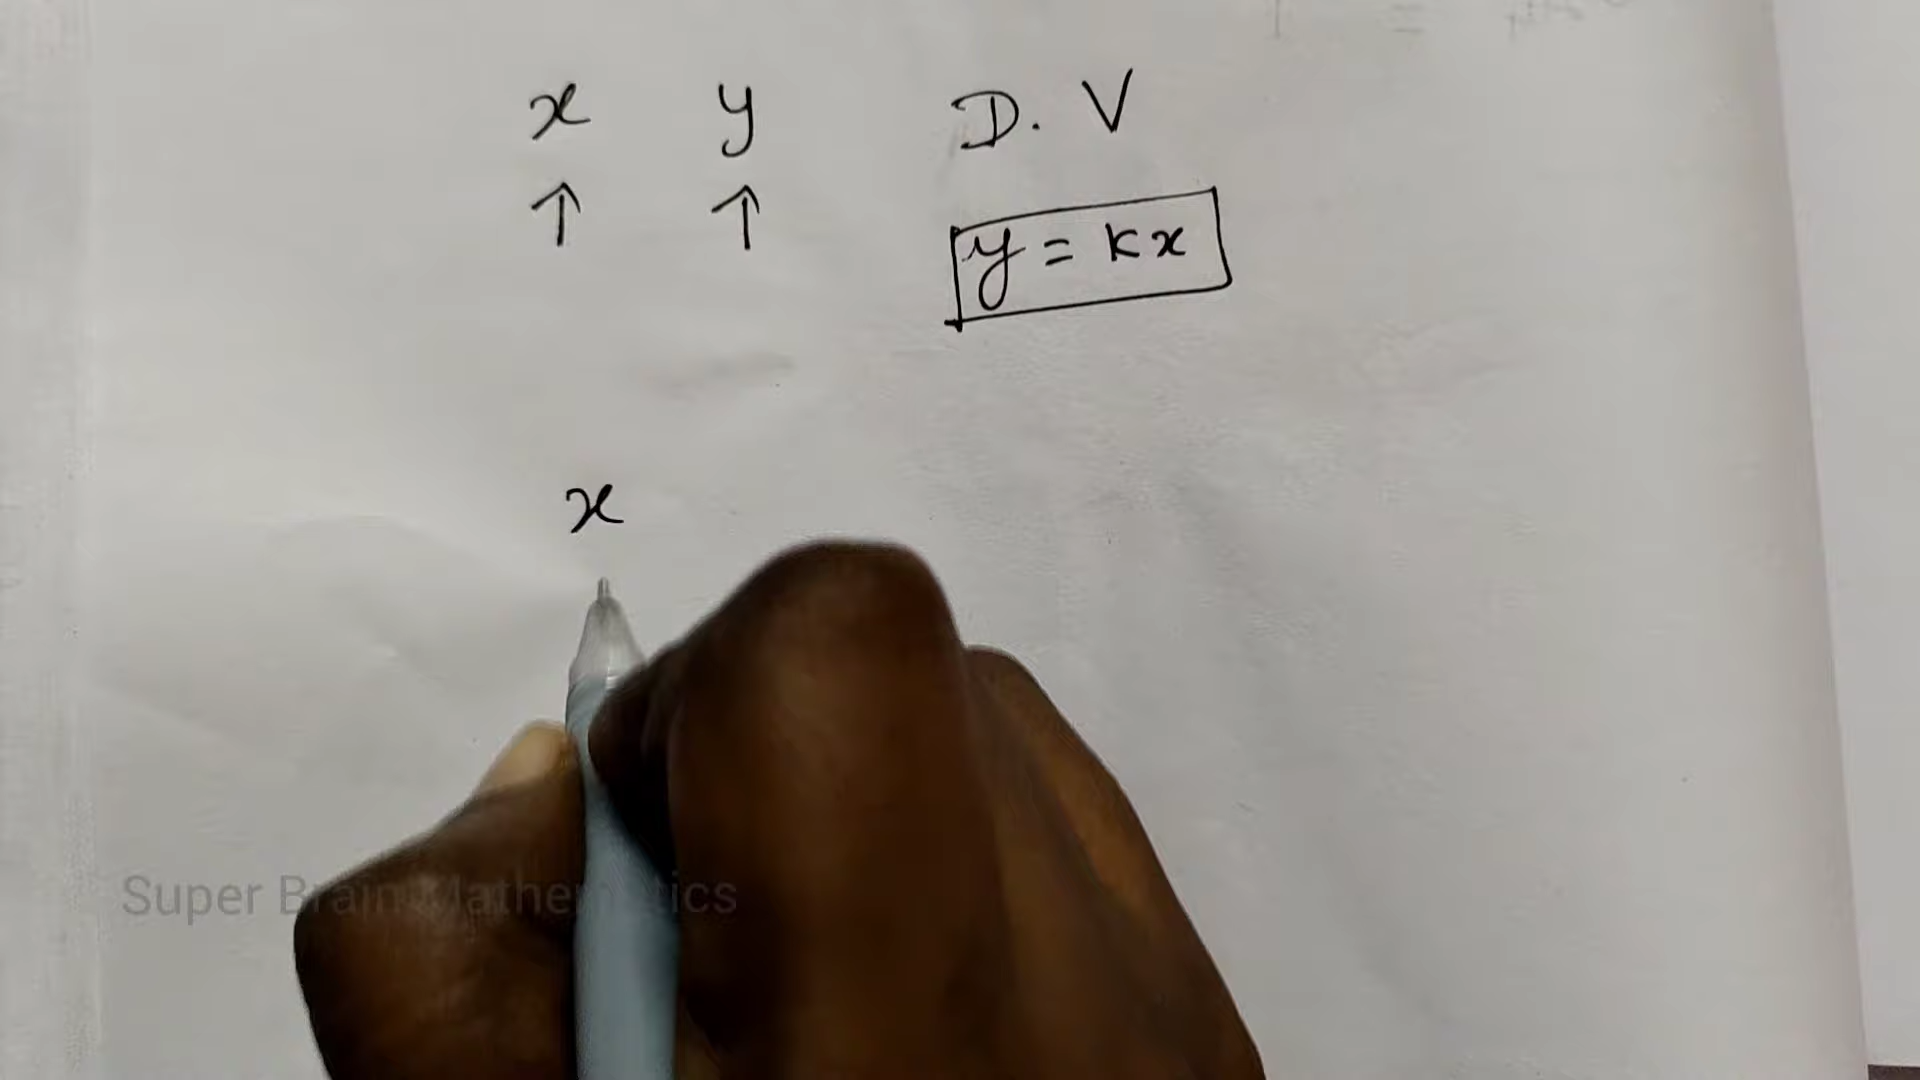 x y D. V
↑ ↑ y = kx
x
Super Brain Mathematics